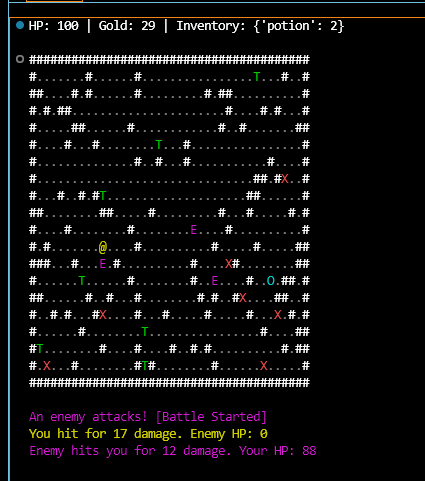 HP: 100 | Gold: 29 | Inventory: {'potion': 2}
########################################
#.......#......#................T...#..#
##....#.#......#.........#.##..........#
#.#.##......................#....#.#...#
#.....##......#............#..#.......##
#....#...#........T...#................#
#..............#..#...#..........#.....#
#...............................##.#X..#
#...#..#.#T....................##......#
##........##.....#.........#...#.....#.#
#....#........#........E....#..........#
#.#.......@....#..........#.....#.....##
###...#...E.#..........#....X#........##
#......T......#........#..E....#..O.##.#
##......#..#...#........#.#..#X....##..#
#..#.#...#X....#...#......#....#...X.#.#
#......#........T................#....##
#T........#....#....#..#.#..........#.##
#.X...#........#T#........#......X.....#
########################################
An enemy attacks! [Battle Started]
You hit for 17 damage. Enemy HP: 0
Enemy hits you for 12 damage. Your HP: 88